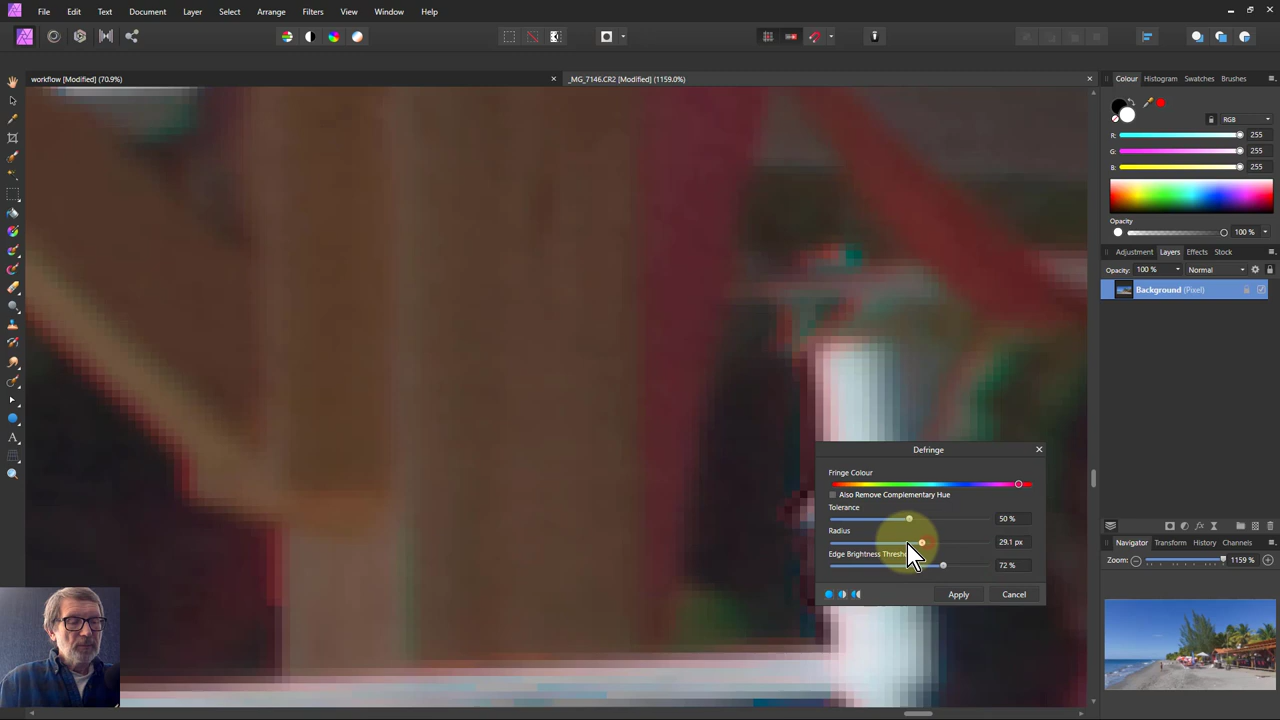 File Edit Text Document Layer Select Arrange Filters View Window Help
workflow [Modified] (70.9%)
_MG_7146.CR2 [Modified] (1159.0%)
Colour Histogram Swatches Brushes
RGB
R: 255
G: 255
B: 255
Opacity
100 %
Adjustment Layers Effects Stock
Opacity: 100 % Normal
Background (Pixel)
Defringe
Fringe Colour
Also Remove Complementary Hue
Tolerance
50 %
Radius
29.1 px
Edge Brightness
72 %
Apply Cancel
Navigator Transform History Channels
Zoom: 1159 %